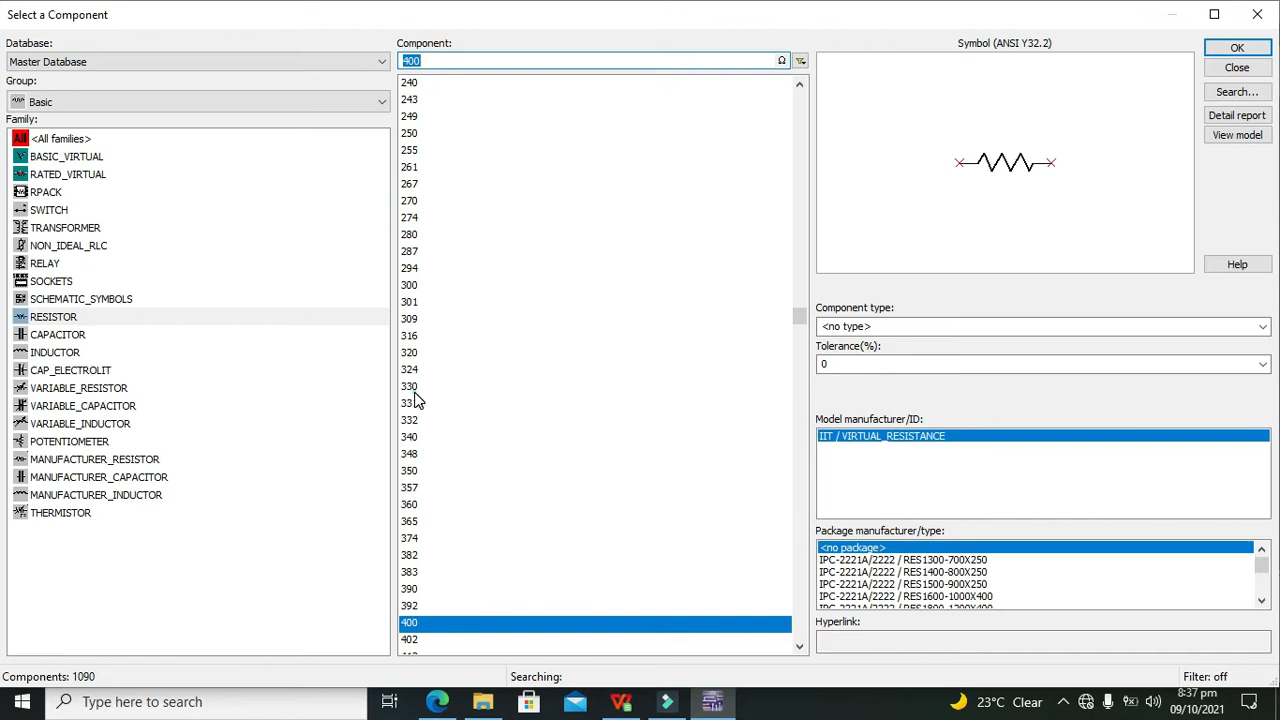 Select a Component
Database:
Master Database
Group:
Basic
Family:
All <All families>
BASIC_VIRTUAL
RATED_VIRTUAL
RPACK
SWITCH
TRANSFORMER
NON_IDEAL_RLC
RELAY
SOCKETS
SCHEMATIC_SYMBOLS
RESISTOR
CAPACITOR
INDUCTOR
CAP_ELECTROLIT
VARIABLE_RESISTOR
VARIABLE_CAPACITOR
VARIABLE_INDUCTOR
POTENTIOMETER
MANUFACTURER_RESISTOR
MANUFACTURER_CAPACITOR
MANUFACTURER_INDUCTOR
THERMISTOR
Component:
400 Ω
240
243
249
250
255
261
267
270
274
280
287
294
300
301
309
316
320
324
330
332
340
348
350
357
360
365
374
382
383
390
392
400
402
Symbol (ANSI Y32.2)
OK
Close
Search...
Detail report
View model
Help
Component type:
<no type>
Tolerance(%):
0
Model manufacturer/ID:
IIT / VIRTUAL_RESISTANCE
Package manufacturer/type:
<no package>
IPC-2221A/2222 / RES1300-700X250
IPC-2221A/2222 / RES1400-800X250
IPC-2221A/2222 / RES1500-900X250
IPC-2221A/2222 / RES1600-1000X400
IPC-2221A/2222 / RES1800-1200X400
Hyperlink:
Components: 1090
Searching:
Filter: off
Type here to search
23°C Clear
8:37 pm
09/10/2021